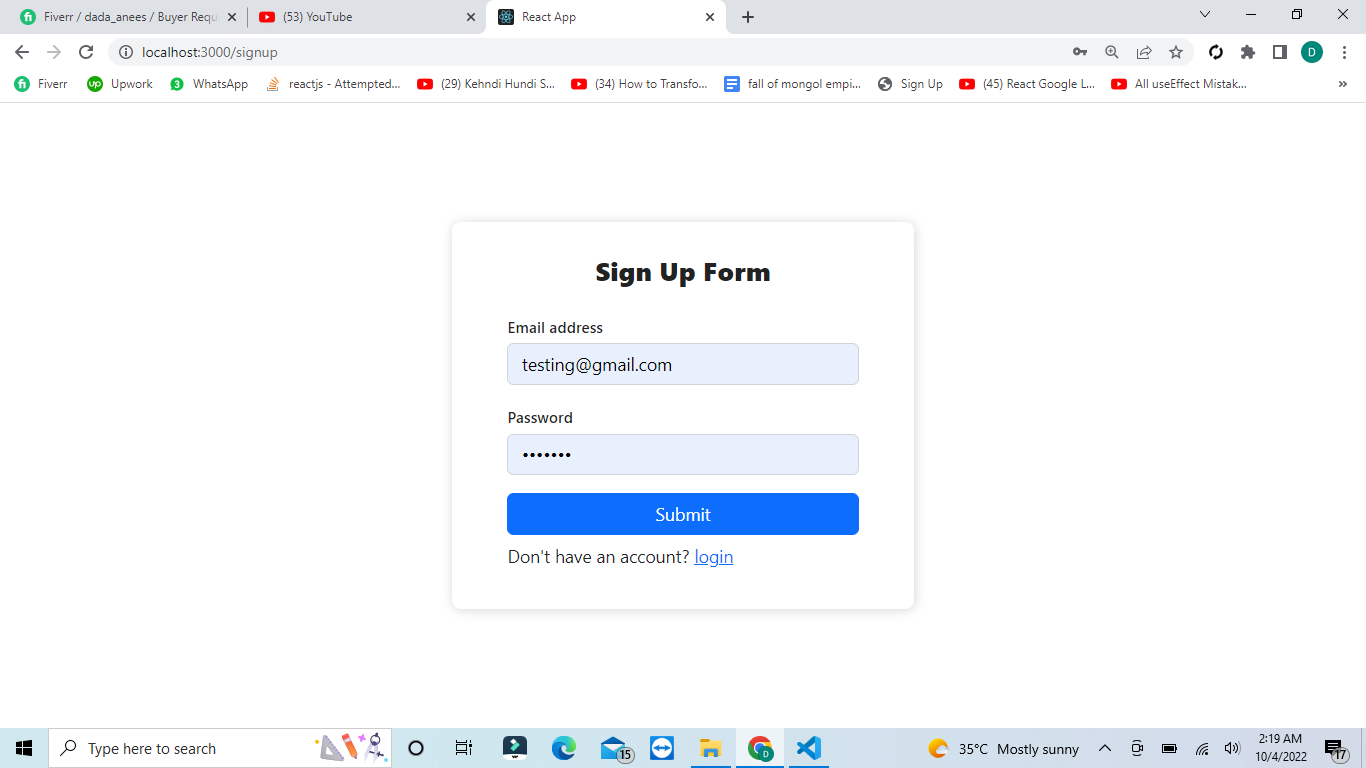 Fiverr / dada_anees / Buyer Requ
(53) YouTube
React App
localhost:3000/signup
D
Fiverr
up Upwork
3 WhatsApp
reactjs - Attempted...
(29) Kehndi Hundi S...
(34) How to Transfo...
fall of mongol empi...
Sign Up
(45) React Google L...
All useEffect Mistak...
»
Sign Up Form
Email address
testing@gmail.com
Password
•••••••
Submit
Don't have an account? login
Type here to search
15
D
35°C Mostly sunny
2:19 AM
10/4/2022
17